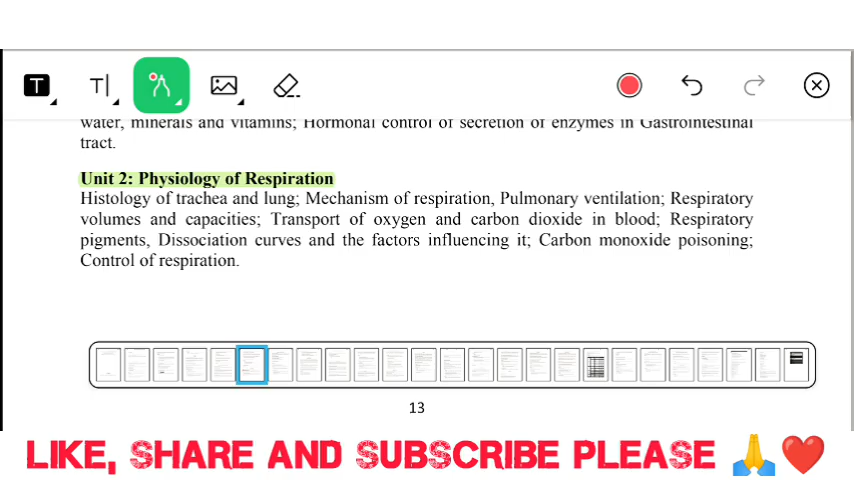 T T|
water, minerals and vitamins; Hormonal control of secretion of enzymes in Gastrointestinal
tract.
Unit 2: Physiology of Respiration
Histology of trachea and lung; Mechanism of respiration, Pulmonary ventilation; Respiratory
volumes and capacities; Transport of oxygen and carbon dioxide in blood; Respiratory
pigments, Dissociation curves and the factors influencing it; Carbon monoxide poisoning;
Control of respiration.
13
LIKE, SHARE AND SUBSCRIBE PLEASE 🙏❤️